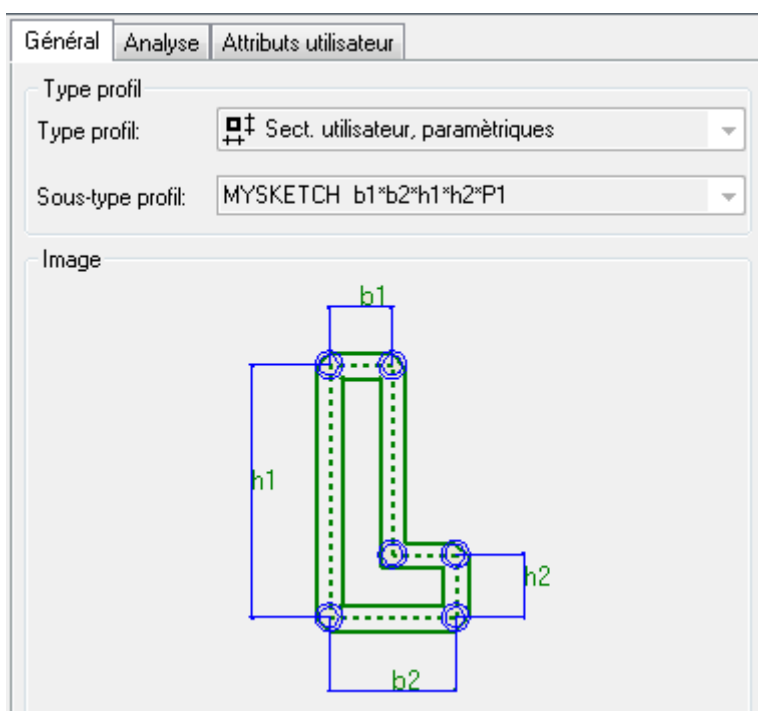 Général Analyse Attributs utilisateur
Type profil
Type profil: Sect. utilisateur, paramètriques
Sous-type profil: MYSKETCH b1*b2*h1*h2*P1
Image
b1
h1
h2
b2